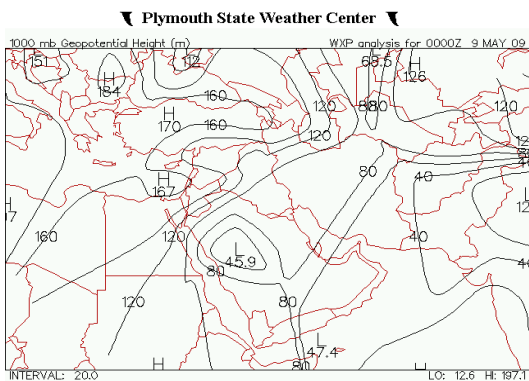 Plymouth State Weather Center
1000 mb Geopotential Height (m) WXP analysis for 0000Z 9 MAY 09
151 112 68.5 H
H 184 126
160 120 120
H 170 160 120
80 40
H 167
40
160 120
L 45.9
80
120 80
L 47.4
H 80
INTERVAL: 20.0 LO: 12.6 HI: 197.1